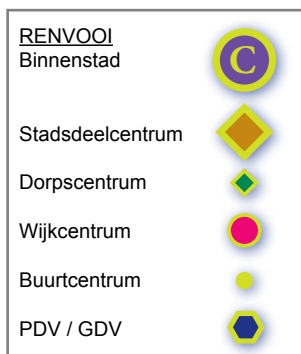 RENVOOI
Binnenstad
C
Stadsdeelcentrum
Dorpscentrum
Wijkcentrum
Buurtcentrum
PDV / GDV